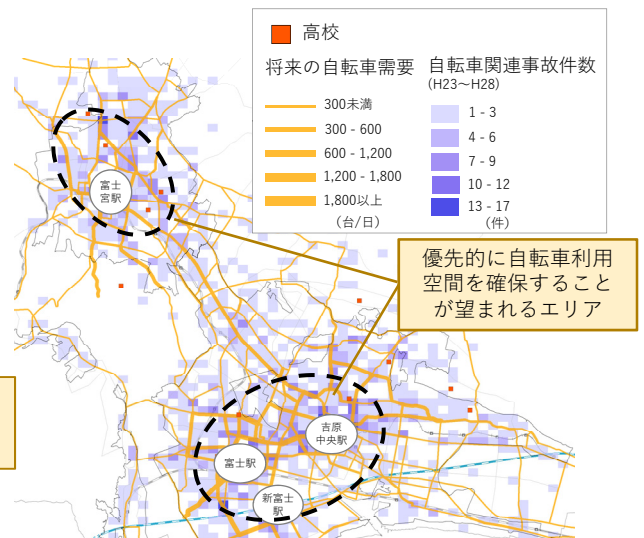 高校
将来の自転車需要
300未満
300 - 600
600 - 1,200
1,200 - 1,800
1,800以上
(台/日)
自転車関連事故件数
(H23～H28)
1 - 3
4 - 6
7 - 9
10 - 12
13 - 17
(件)
富士
宮駅
優先的に自転車利用
空間を確保すること
が望まれるエリア
吉原
中央駅
富士駅
新富士
駅